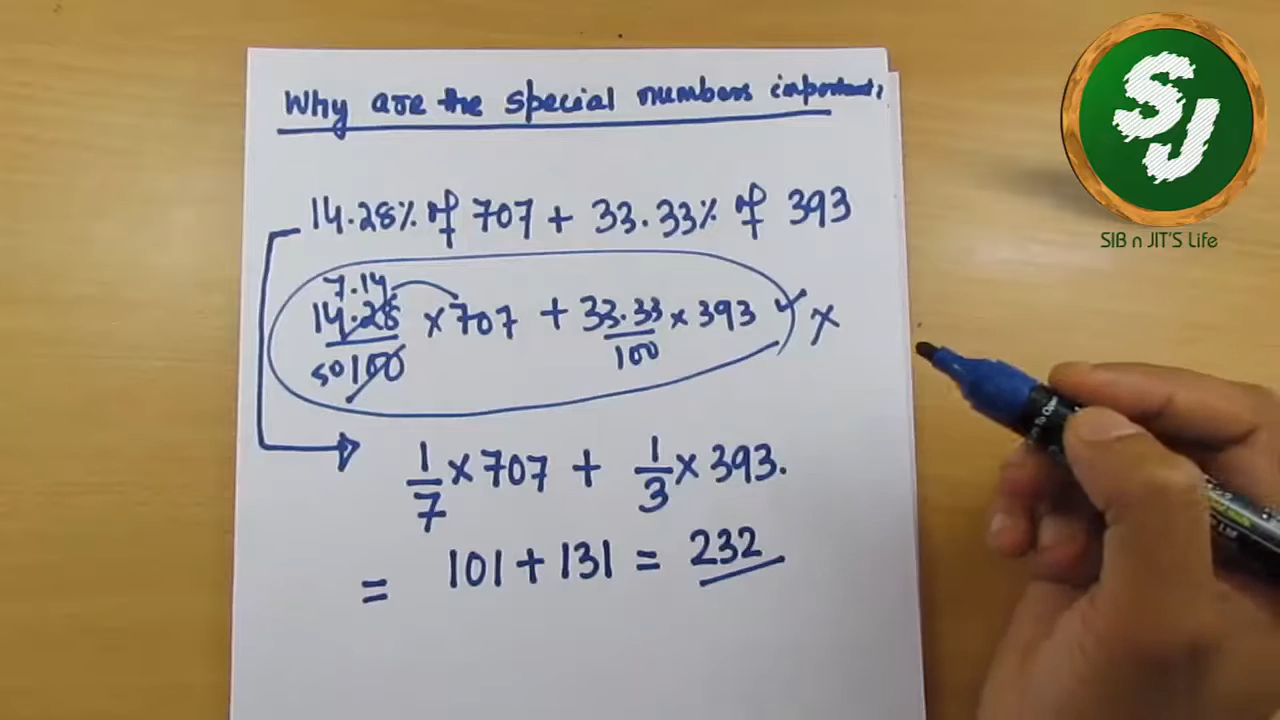 Why are the special numbers important?
14.28% of 707 + 33.33% of 393
7.14
14.28 × 707 + 33.33 × 393 ✓ ×
50 100 100
1/7 × 707 + 1/3 × 393.
= 101 + 131 = 232
SJ
SIB n JIT'S Life